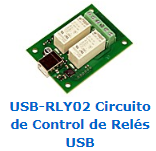 USB-RLY02 Circuito
de Control de Relés
USB